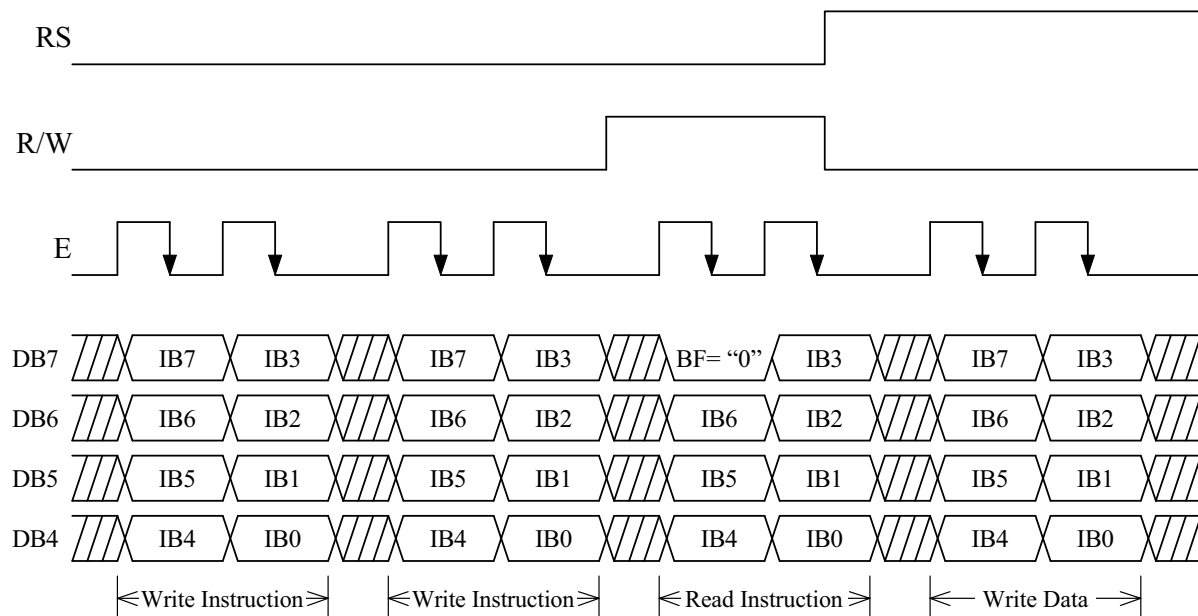 RS
R/W
E
DB7 IB7 IB3 IB7 IB3 BF= “0” IB3 IB7 IB3
DB6 IB6 IB2 IB6 IB2 IB6 IB2 IB6 IB2
DB5 IB5 IB1 IB5 IB1 IB5 IB1 IB5 IB1
DB4 IB4 IB0 IB4 IB0 IB4 IB0 IB4 IB0
Write Instruction Write Instruction Read Instruction Write Data